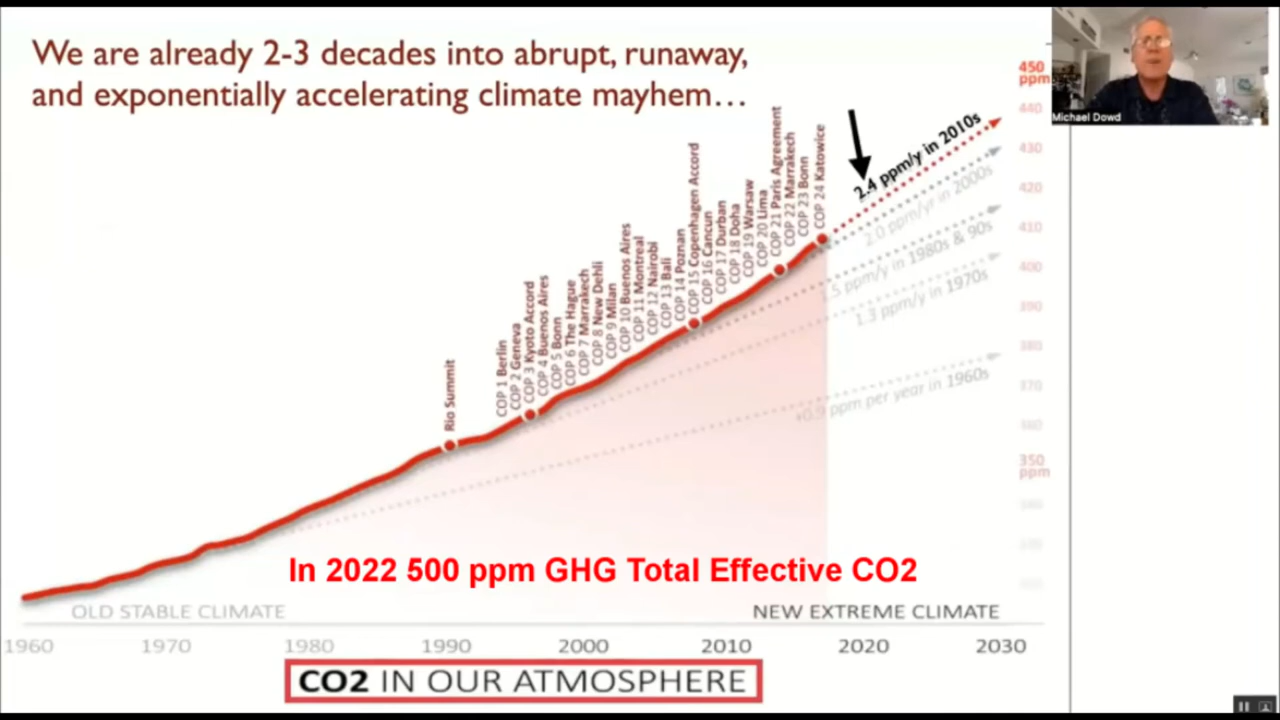 We are already 2-3 decades into abrupt, runaway,
and exponentially accelerating climate mayhem…
Michael Dowd
Rio Summit
COP 1 Berlin
COP 2 Geneva
COP 3 Kyoto Accord
COP 4 Buenos Aires
COP 5 Bonn
COP 6 The Hague
COP 7 Marrakech
COP 8 New Dehli
COP 9 Milan
COP 10 Buenos Aires
COP 11 Montreal
COP 12 Nairobi
COP 13 Bali
COP 14 Poznan
COP 15 Copenhagen Accord
COP 16 Cancun
COP 17 Durban
COP 18 Doha
COP 19 Warsaw
COP 20 Lima
COP 21 Paris Agreement
COP 22 Marrakech
COP 23 Bonn
COP 24 Katowice
2.4 ppm/y in 2010s
2.0 ppm/yr in 2000s
1.5 ppm/y in 1980s & 90s
1.3 ppm/y in 1970s
+0.9 ppm per year in 1960s
450
ppm
440
430
420
410
400
390
380
370
360
350
ppm
In 2022 500 ppm GHG Total Effective CO2
OLD STABLE CLIMATE
NEW EXTREME CLIMATE
1960
1970
1980
1990
2000
2010
2020
2030
CO2 IN OUR ATMOSPHERE